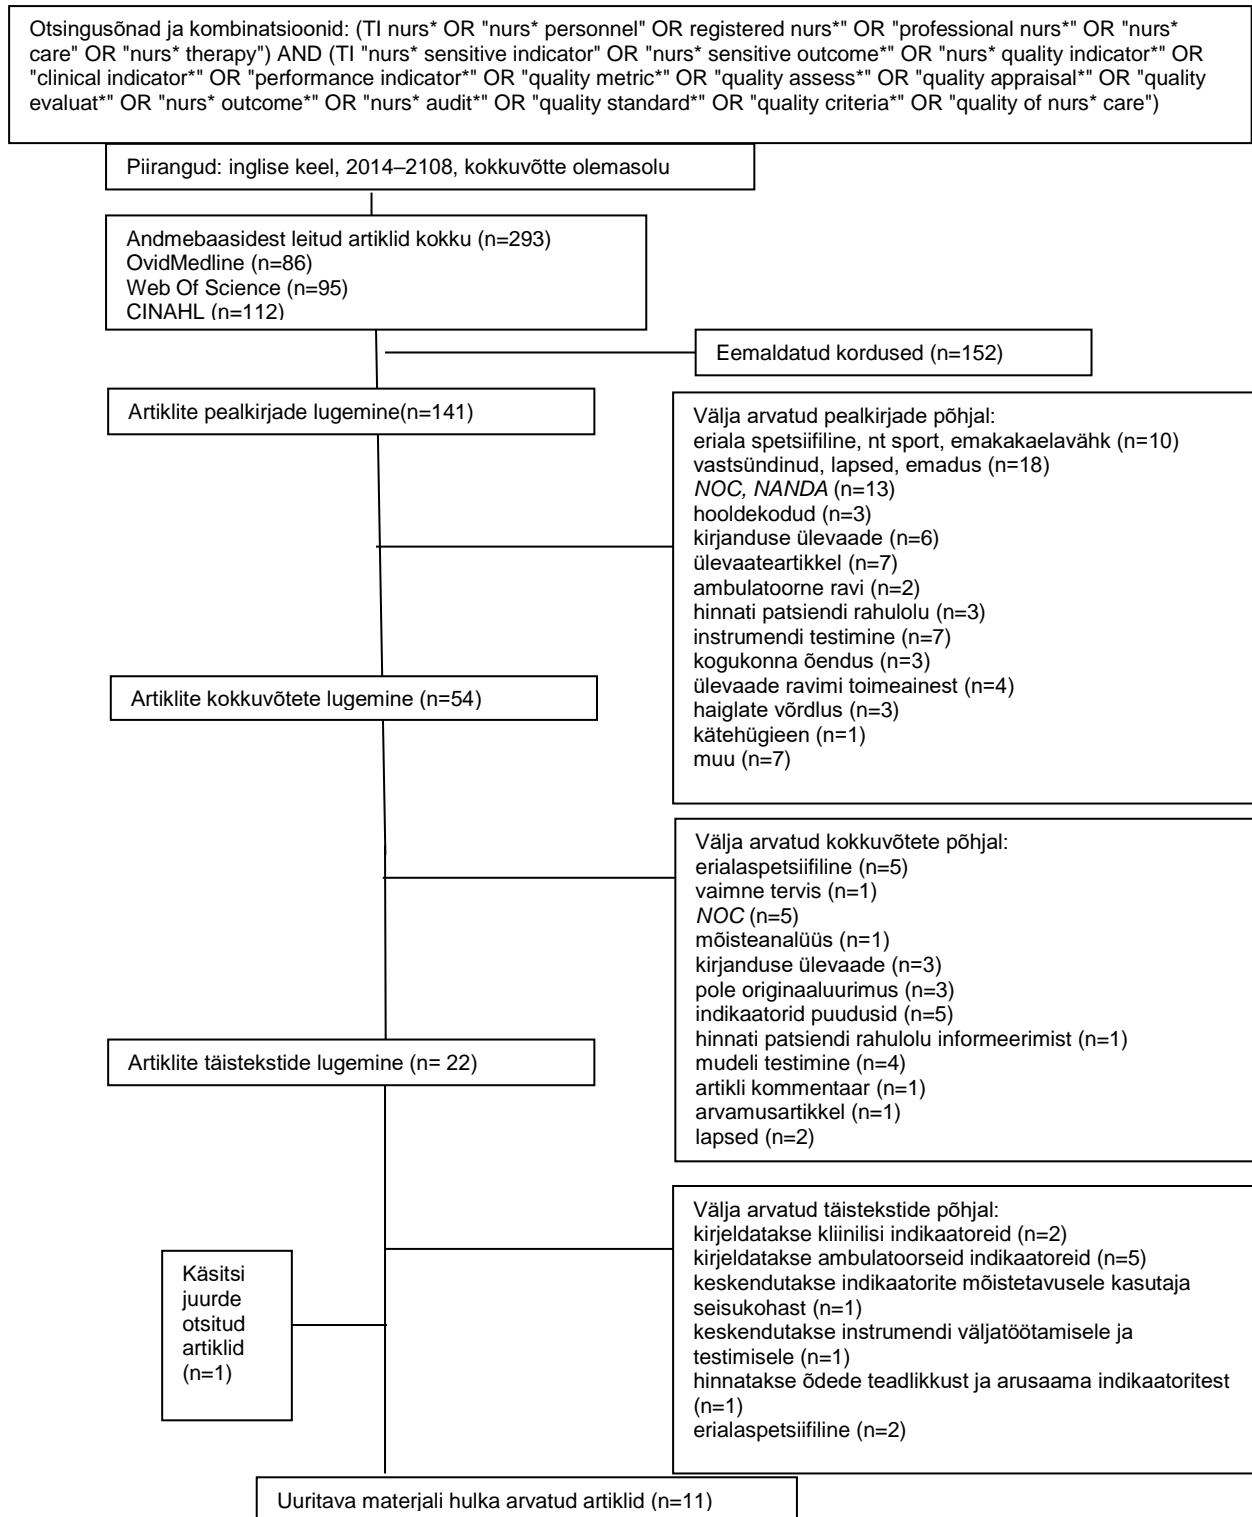 Otsingusõnad ja kombinatsioonid: (TI nurs* OR "nurs* personnel" OR registered nurs*" OR "professional nurs*" OR "nurs*
care" OR "nurs* therapy") AND (TI "nurs* sensitive indicator" OR "nurs* sensitive outcome*" OR "nurs* quality indicator*" OR
"clinical indicator*" OR "performance indicator*" OR "quality metric*" OR "quality assess*" OR "quality appraisal*" OR "quality
evaluat*" OR "nurs* outcome*" OR "nurs* audit*" OR "quality standard*" OR "quality criteria*" OR "quality of nurs* care")
Piirangud: inglise keel, 2014–2108, kokkuvõtte olemasolu
Andmebaasidest leitud artiklid kokku (n=293)
OvidMedline (n=86)
Web Of Science (n=95)
CINAHL (n=112)
Eemaldatud kordused (n=152)
Artiklite pealkirjade lugemine(n=141)
Välja arvatud pealkirjade põhjal:
eriala spetsiifiline, nt sport, emakakaelavähk (n=10)
vastsündinud, lapsed, emadus (n=18)
NOC, NANDA (n=13)
hooldekodud (n=3)
kirjanduse ülevaade (n=6)
ülevaateartikkel (n=7)
ambulatoorne ravi (n=2)
hinnati patsiendi rahulolu (n=3)
instrumendi testimine (n=7)
kogukonna õendus (n=3)
ülevaade ravimi toimeainest (n=4)
haiglate võrdlus (n=3)
kätehügieen (n=1)
muu (n=7)
Artiklite kokkuvõtete lugemine (n=54)
Välja arvatud kokkuvõtete põhjal:
erialaspetsiifiline (n=5)
vaimne tervis (n=1)
NOC (n=5)
mõisteanalüüs (n=1)
kirjanduse ülevaade (n=3)
pole originaaluurimus (n=3)
indikaatorid puudusid (n=5)
hinnati patsiendi rahulolu informeerimist (n=1)
mudeli testimine (n=4)
artikli kommentaar (n=1)
arvamusartikkel (n=1)
lapsed (n=2)
Artiklite täistekstide lugemine (n= 22)
Välja arvatud täistekstide põhjal:
kirjeldatakse kliinilisi indikaatoreid (n=2)
kirjeldatakse ambulatoorseid indikaatoreid (n=5)
keskendutakse indikaatorite mõistetavusele kasutaja
seisukohast (n=1)
keskendutakse instrumendi väljatöötamisele ja
testimisele (n=1)
hinnatakse õdede teadlikkust ja arusaama indikaatoritest
(n=1)
erialaspetsiifiline (n=2)
Käsitsi
juurde
otsitud
artiklid
(n=1)
Uuritava materjali hulka arvatud artiklid (n=11)